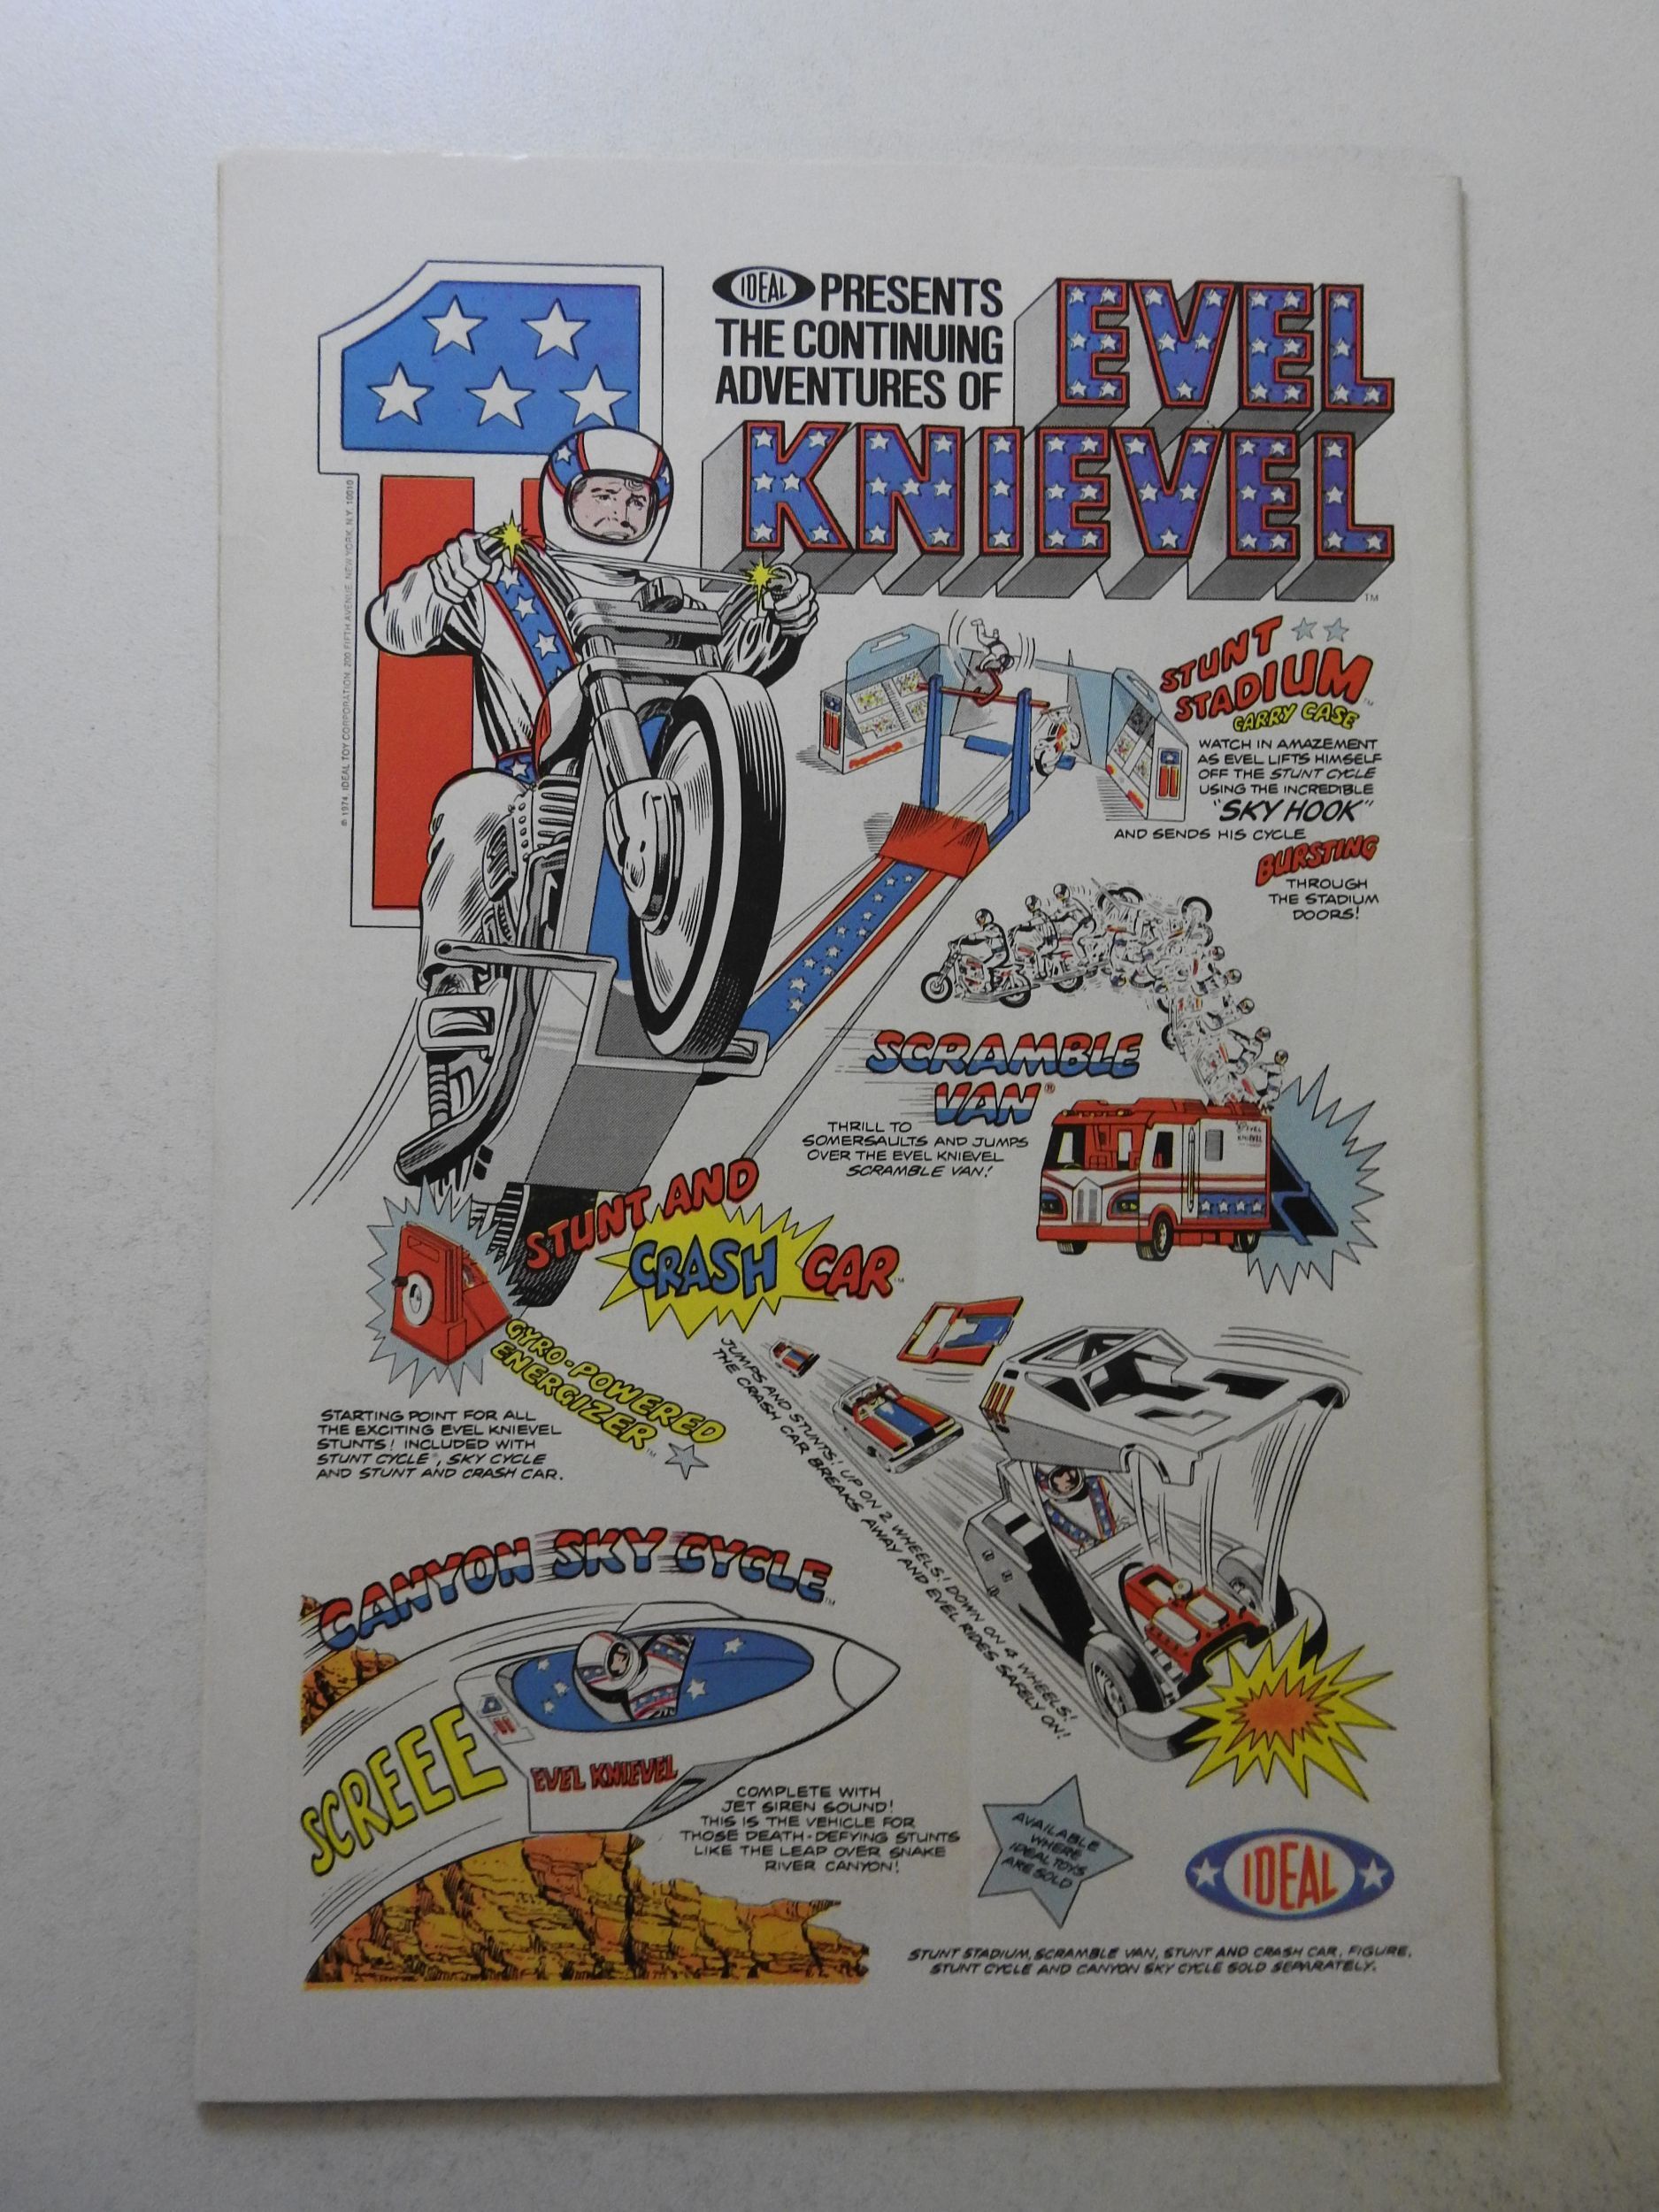 IDEAL PRESENTS
THE CONTINUING
ADVENTURES OF
EVEL
KNIEVEL™
© 1974, IDEAL TOY CORPORATION, 200 FIFTH AVENUE, NEW YORK, N.Y. 10010
STUNT
STADIUM™
CARRY CASE
WATCH IN AMAZEMENT
AS EVEL LIFTS HIMSELF
OFF THE STUNT CYCLE
USING THE INCREDIBLE
"SKY HOOK"
AND SENDS HIS CYCLE
BURSTING
THROUGH
THE STADIUM
DOORS!
SCRAMBLE
VAN®
THRILL TO
SOMERSAULTS AND JUMPS
OVER THE EVEL KNIEVEL
SCRAMBLE VAN!
EVEL
KNIEVEL
STUNT AND
CRASH CAR™
JUMPS AND STUNTS! UP ON 2 WHEELS! DOWN ON 4 WHEELS!
THE CRASH CAR BREAKS AWAY AND EVEL RIDES SAFELY ON!
GYRO-POWERED
ENERGIZER™
STARTING POINT FOR ALL
THE EXCITING EVEL KNIEVEL
STUNTS! INCLUDED WITH
STUNT CYCLE®, SKY CYCLE
AND STUNT AND CRASH CAR.
CANYON SKY CYCLE™
SCREEE
EVEL KNIEVEL
COMPLETE WITH
JET SIREN SOUND!
THIS IS THE VEHICLE FOR
THOSE DEATH-DEFYING STUNTS
LIKE THE LEAP OVER SNAKE
RIVER CANYON!
AVAILABLE
WHERE
IDEAL TOYS
ARE SOLD
IDEAL
STUNT STADIUM, SCRAMBLE VAN, STUNT AND CRASH CAR, FIGURE,
STUNT CYCLE AND CANYON SKY CYCLE SOLD SEPARATELY.